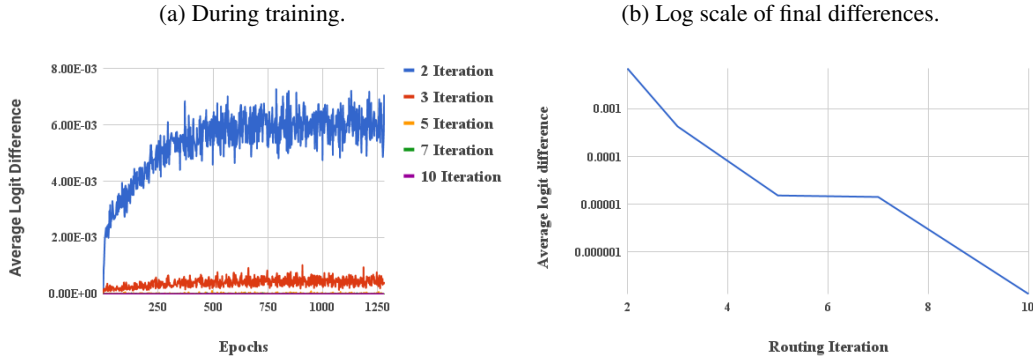 (a) During training.
(b) Log scale of final differences.
8.00E-03
6.00E-03
4.00E-03
2.00E-03
0.00E+00
Average Logit Difference
250
500
750
1000
1250
Epochs
2 Iteration
3 Iteration
5 Iteration
7 Iteration
10 Iteration
Average logit difference
0.001
0.0001
0.00001
0.000001
2
4
6
8
10
Routing Iteration